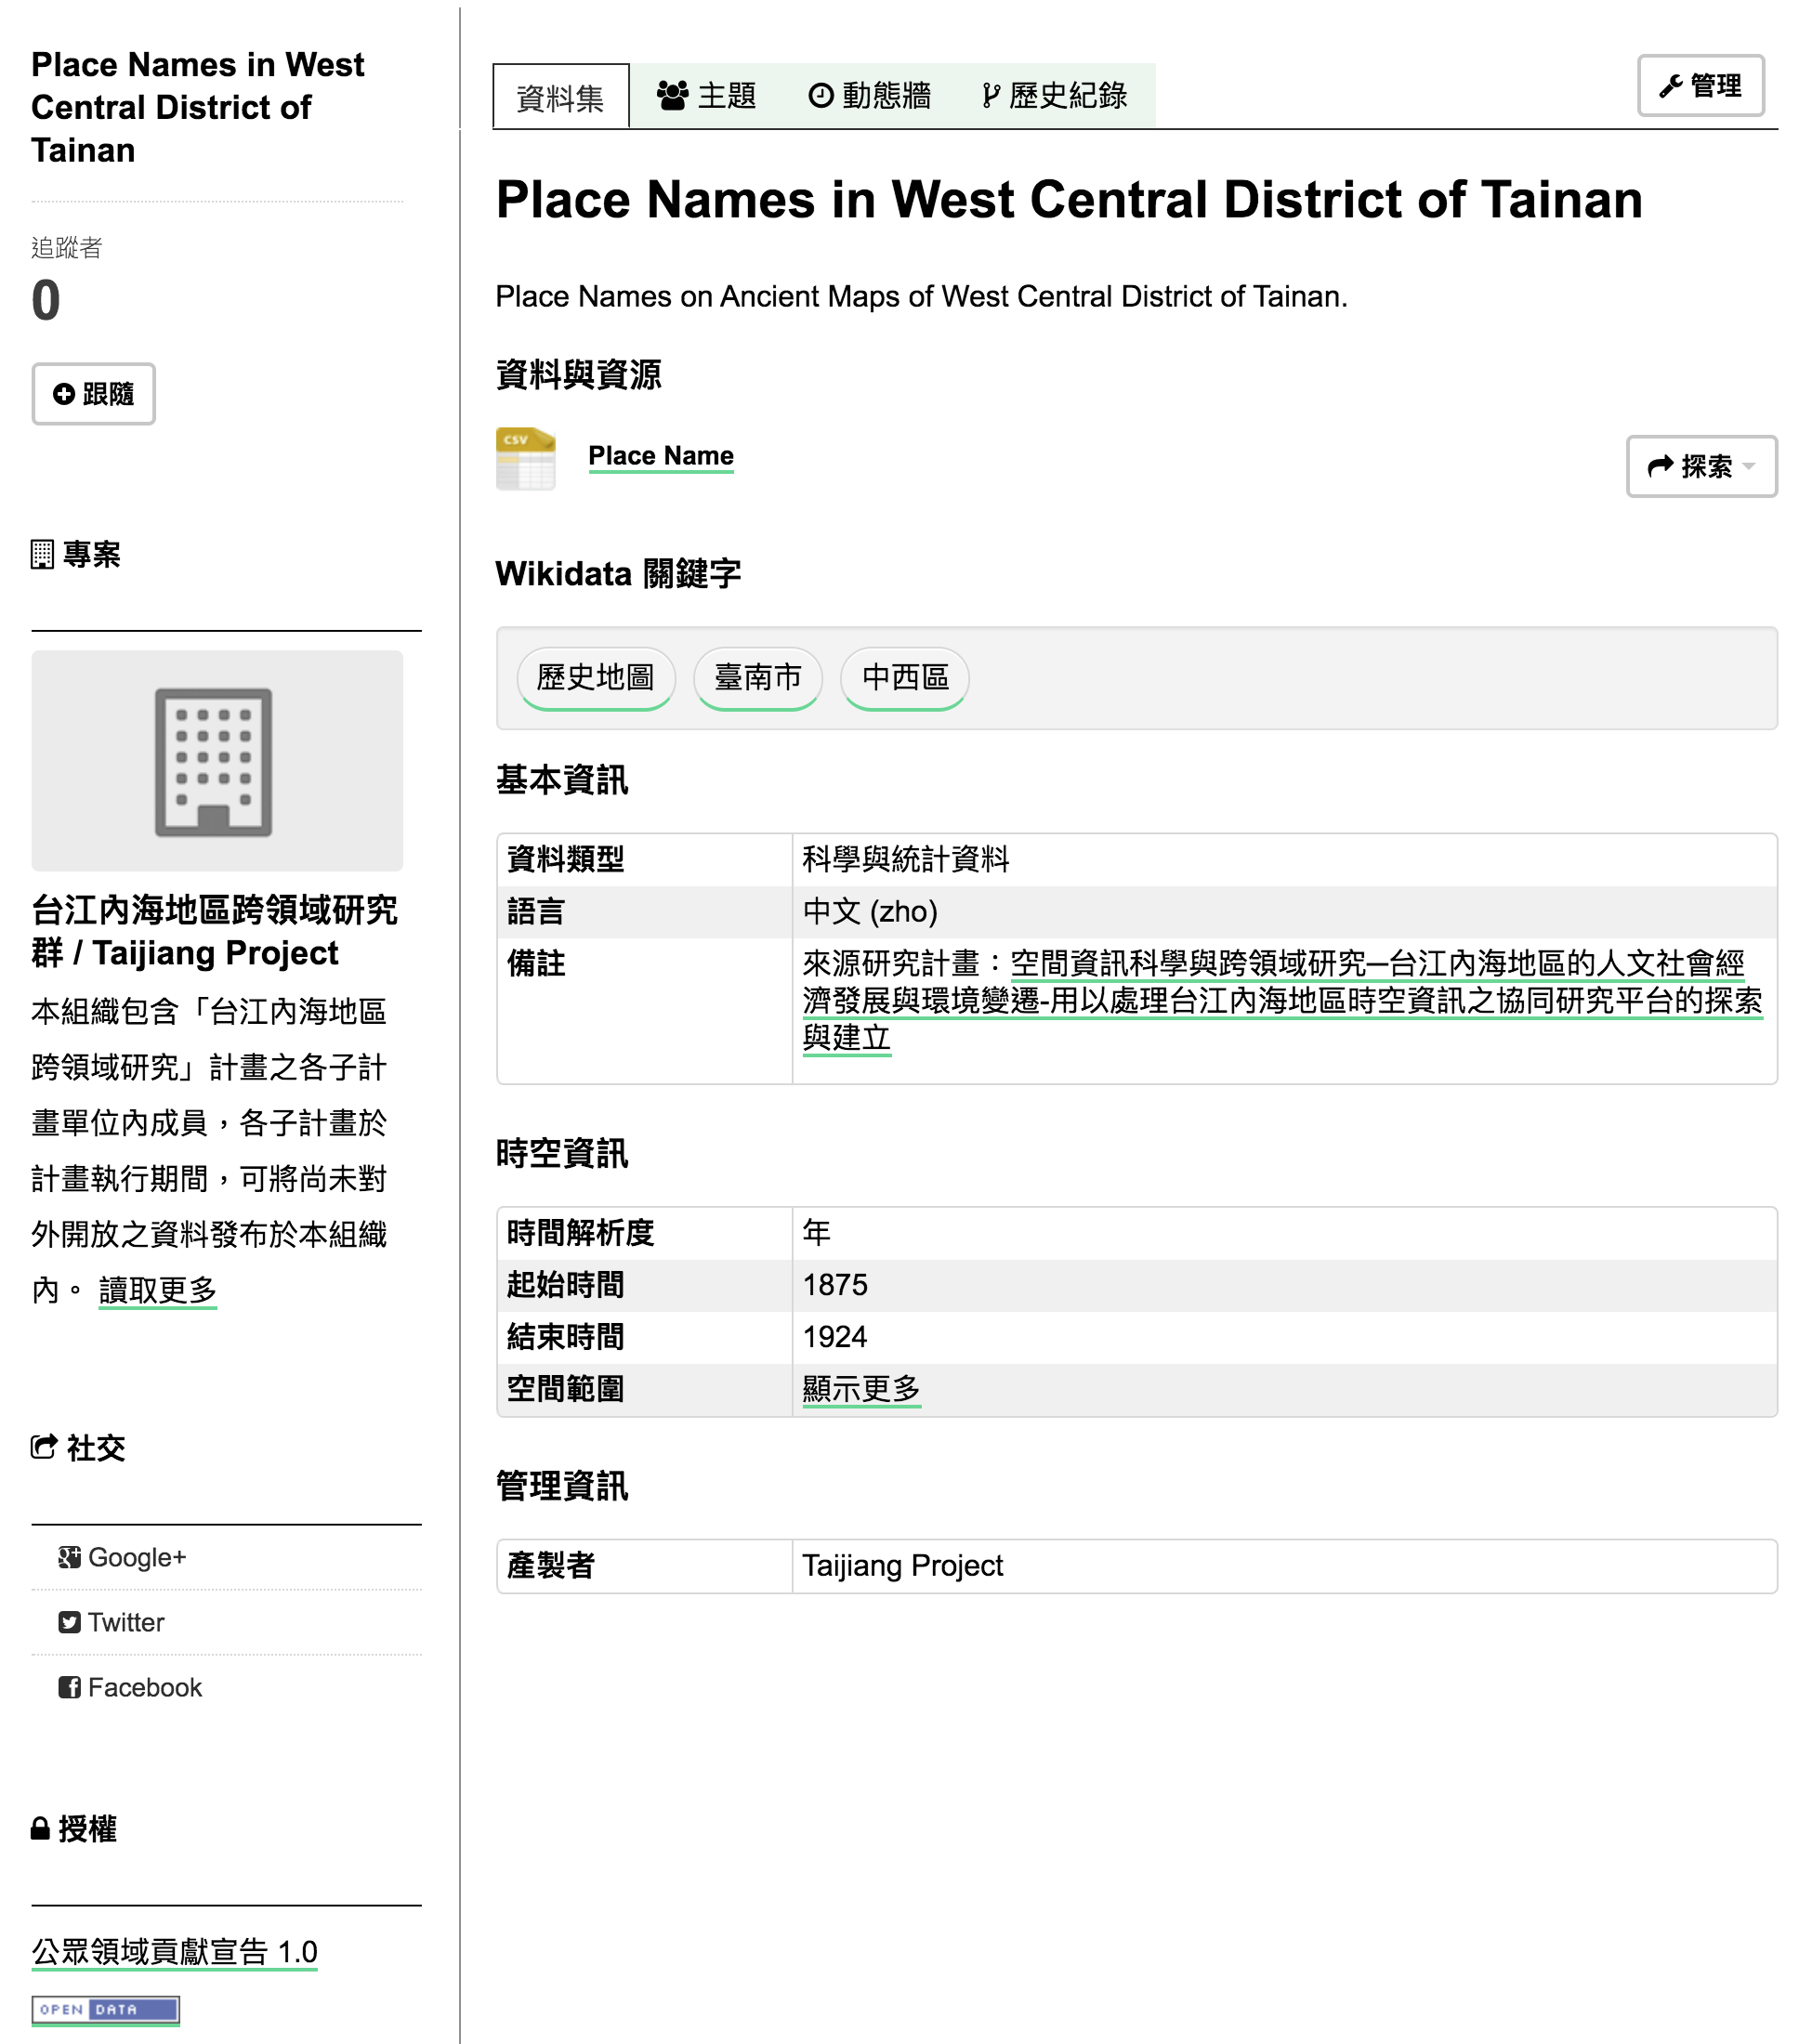 Place Names in West
Central District of
Tainan
追蹤者
0
跟隨
專案
台江內海地區跨領域研究
群 / Taijiang Project
本組織包含「台江內海地區
跨領域研究」計畫之各子計
畫單位內成員，各子計畫於
計畫執行期間，可將尚未對
外開放之資料發布於本組織
內。 讀取更多
社交
Google+
Twitter
Facebook
授權
公眾領域貢獻宣告 1.0
OPEN DATA
資料集 主題 動態牆 歷史紀錄
管理
Place Names in West Central District of Tainan
Place Names on Ancient Maps of West Central District of Tainan.
資料與資源
CSV
Place Name
探索
Wikidata 關鍵字
歷史地圖 臺南市 中西區
基本資訊
資料類型 科學與統計資料
語言 中文 (zho)
備註 來源研究計畫：空間資訊科學與跨領域研究─台江內海地區的人文社會經
濟發展與環境變遷-用以處理台江內海地區時空資訊之協同研究平台的探索
與建立
時空資訊
時間解析度 年
起始時間 1875
結束時間 1924
空間範圍 顯示更多
管理資訊
產製者 Taijiang Project